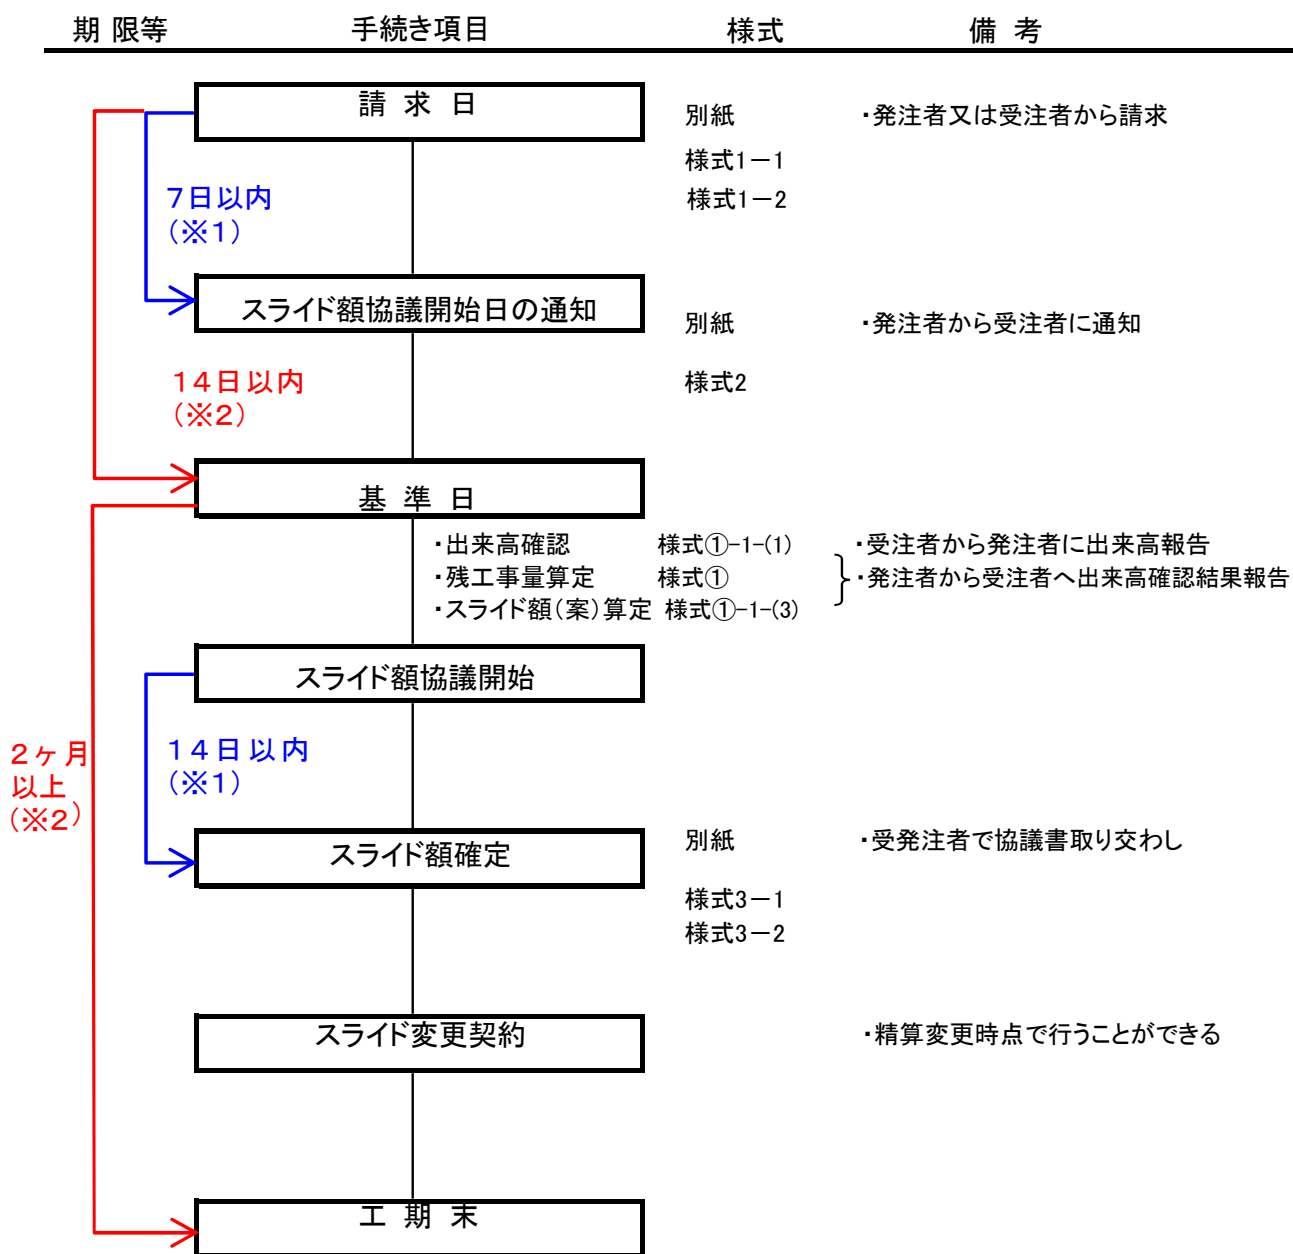 期 限等 手続き項目 様式 備 考
請 求 日 別紙 ・発注者又は受注者から請求
様式1－1
７日以内 様式1－2
（※１）
スライド額協議開始日の通知 別紙 ・発注者から受注者に通知
１４日以内 様式2
（※２）
基 準 日
・出来高確認 様式①-1-(1) ・受注者から発注者に出来高報告
・残工事量算定 様式① ・発注者から受注者へ出来高確認結果報告
・スライド額（案）算定 様式①-1-(3)
スライド額協議開始
２ヶ月
以上
（※２）
１４日以内
（※１）
スライド額確定 別紙 ・受発注者で協議書取り交わし
様式3－1
様式3－2
スライド変更契約 ・精算変更時点で行うことができる
工 期 末